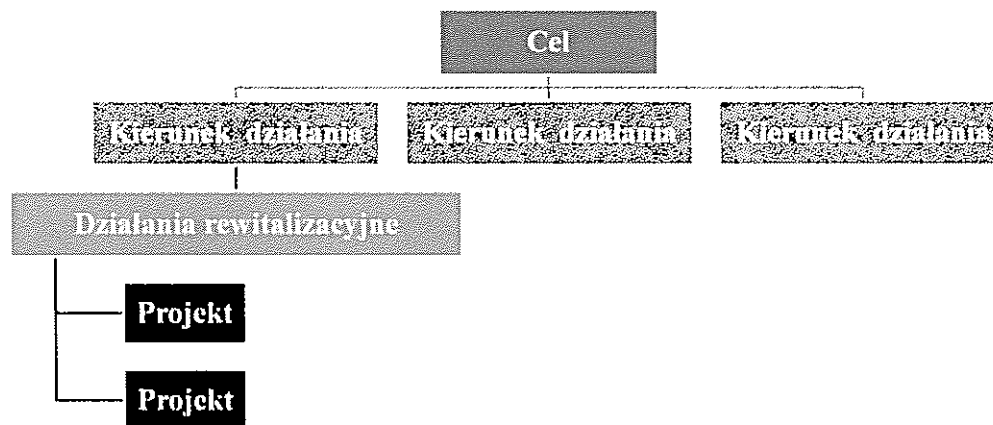 Cel
Kierunek działania
Kierunek działania
Kierunek działania
Działania rewitalizacyjne
Projekt
Projekt